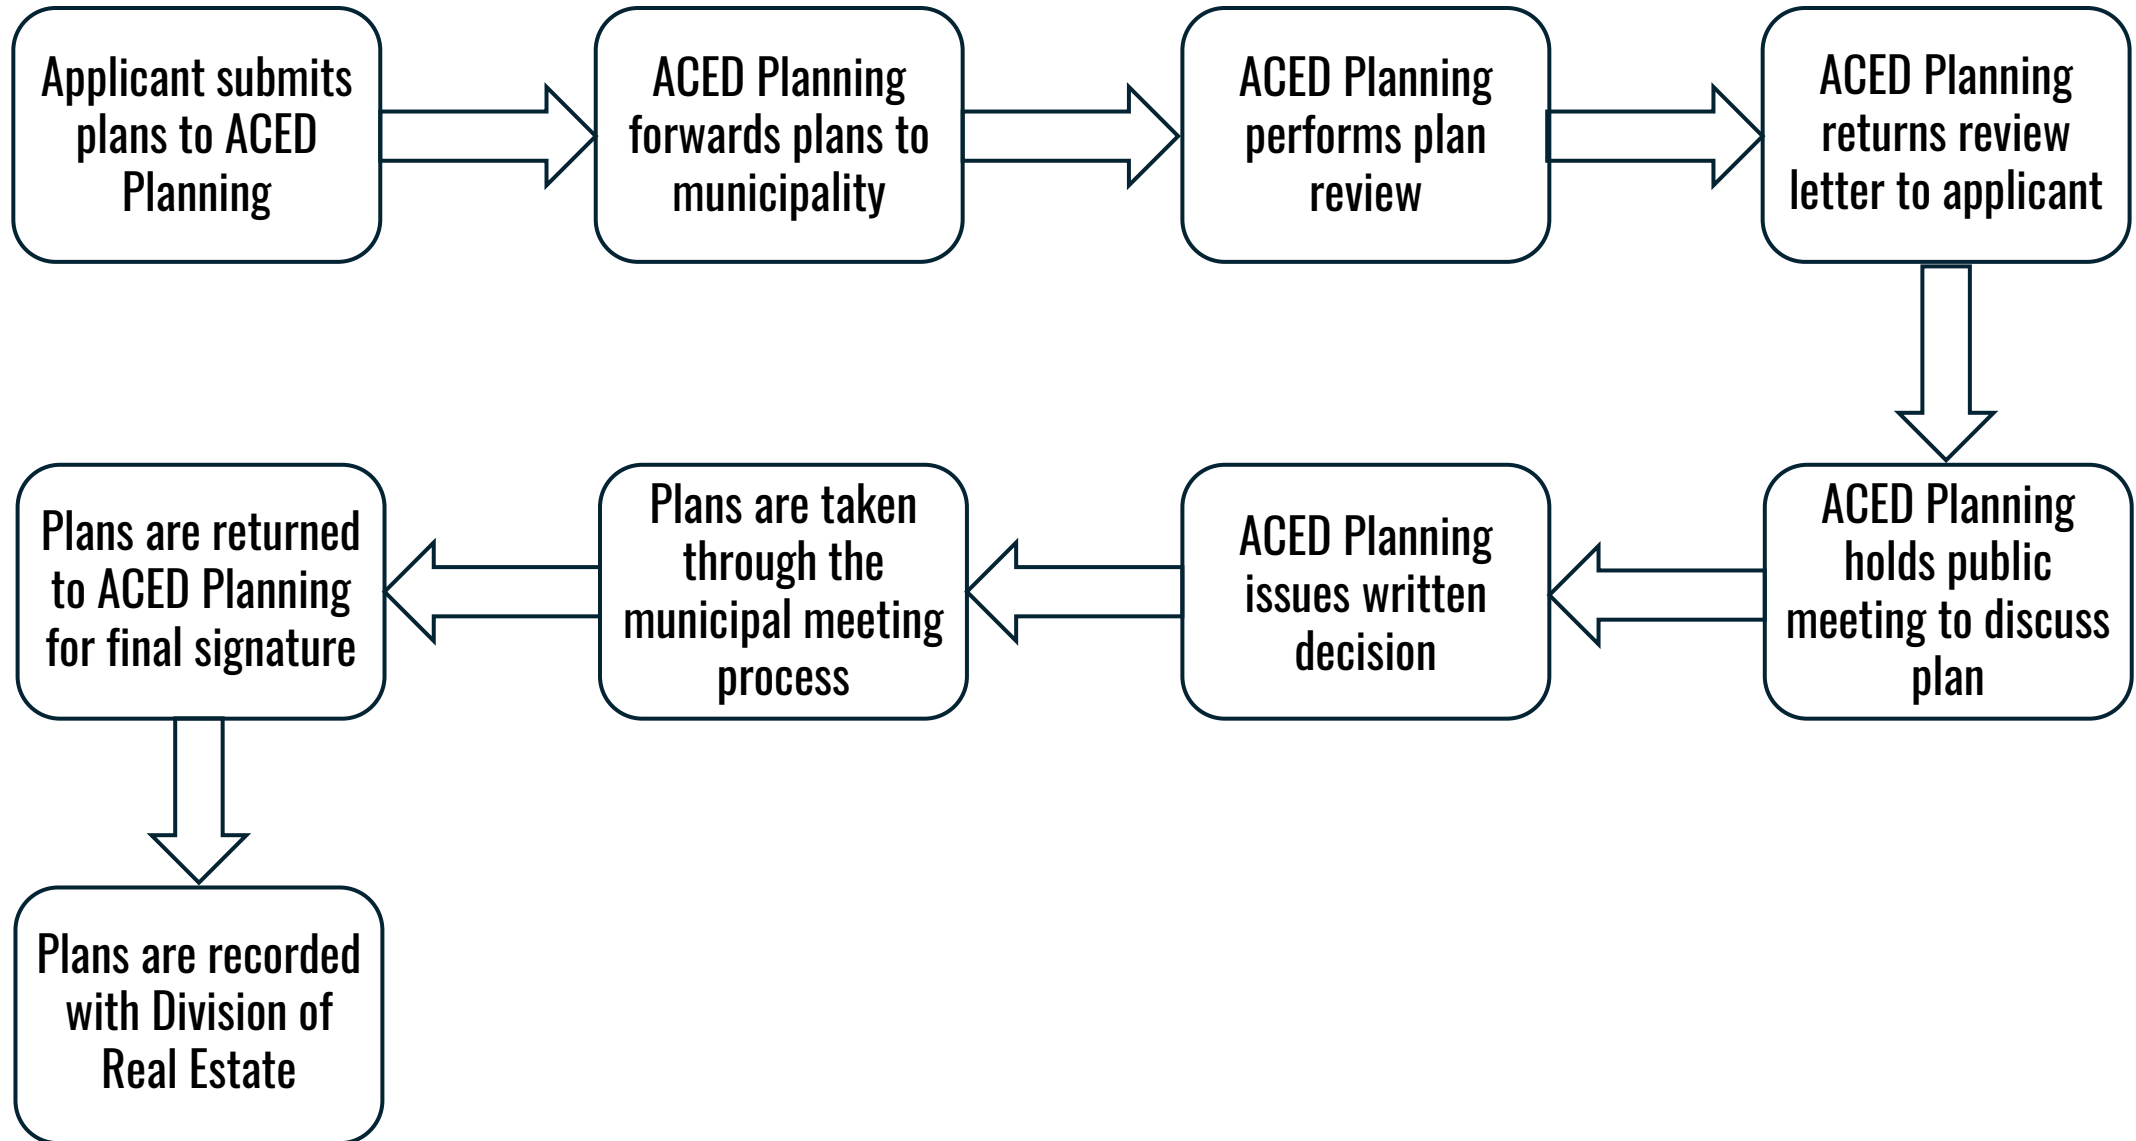 Applicant submits
plans to ACED
Planning
ACED Planning
forwards plans to
municipality
ACED Planning
performs plan
review
ACED Planning
returns review
letter to applicant
ACED Planning
holds public
meeting to discuss
plan
ACED Planning
issues written
decision
Plans are taken
through the
municipal meeting
process
Plans are returned
to ACED Planning
for final signature
Plans are recorded
with Division of
Real Estate